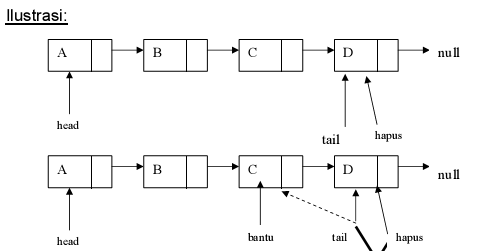 Ilustrasi:
A B C D null
head tail hapus
A B C D null
head bantu tail hapus